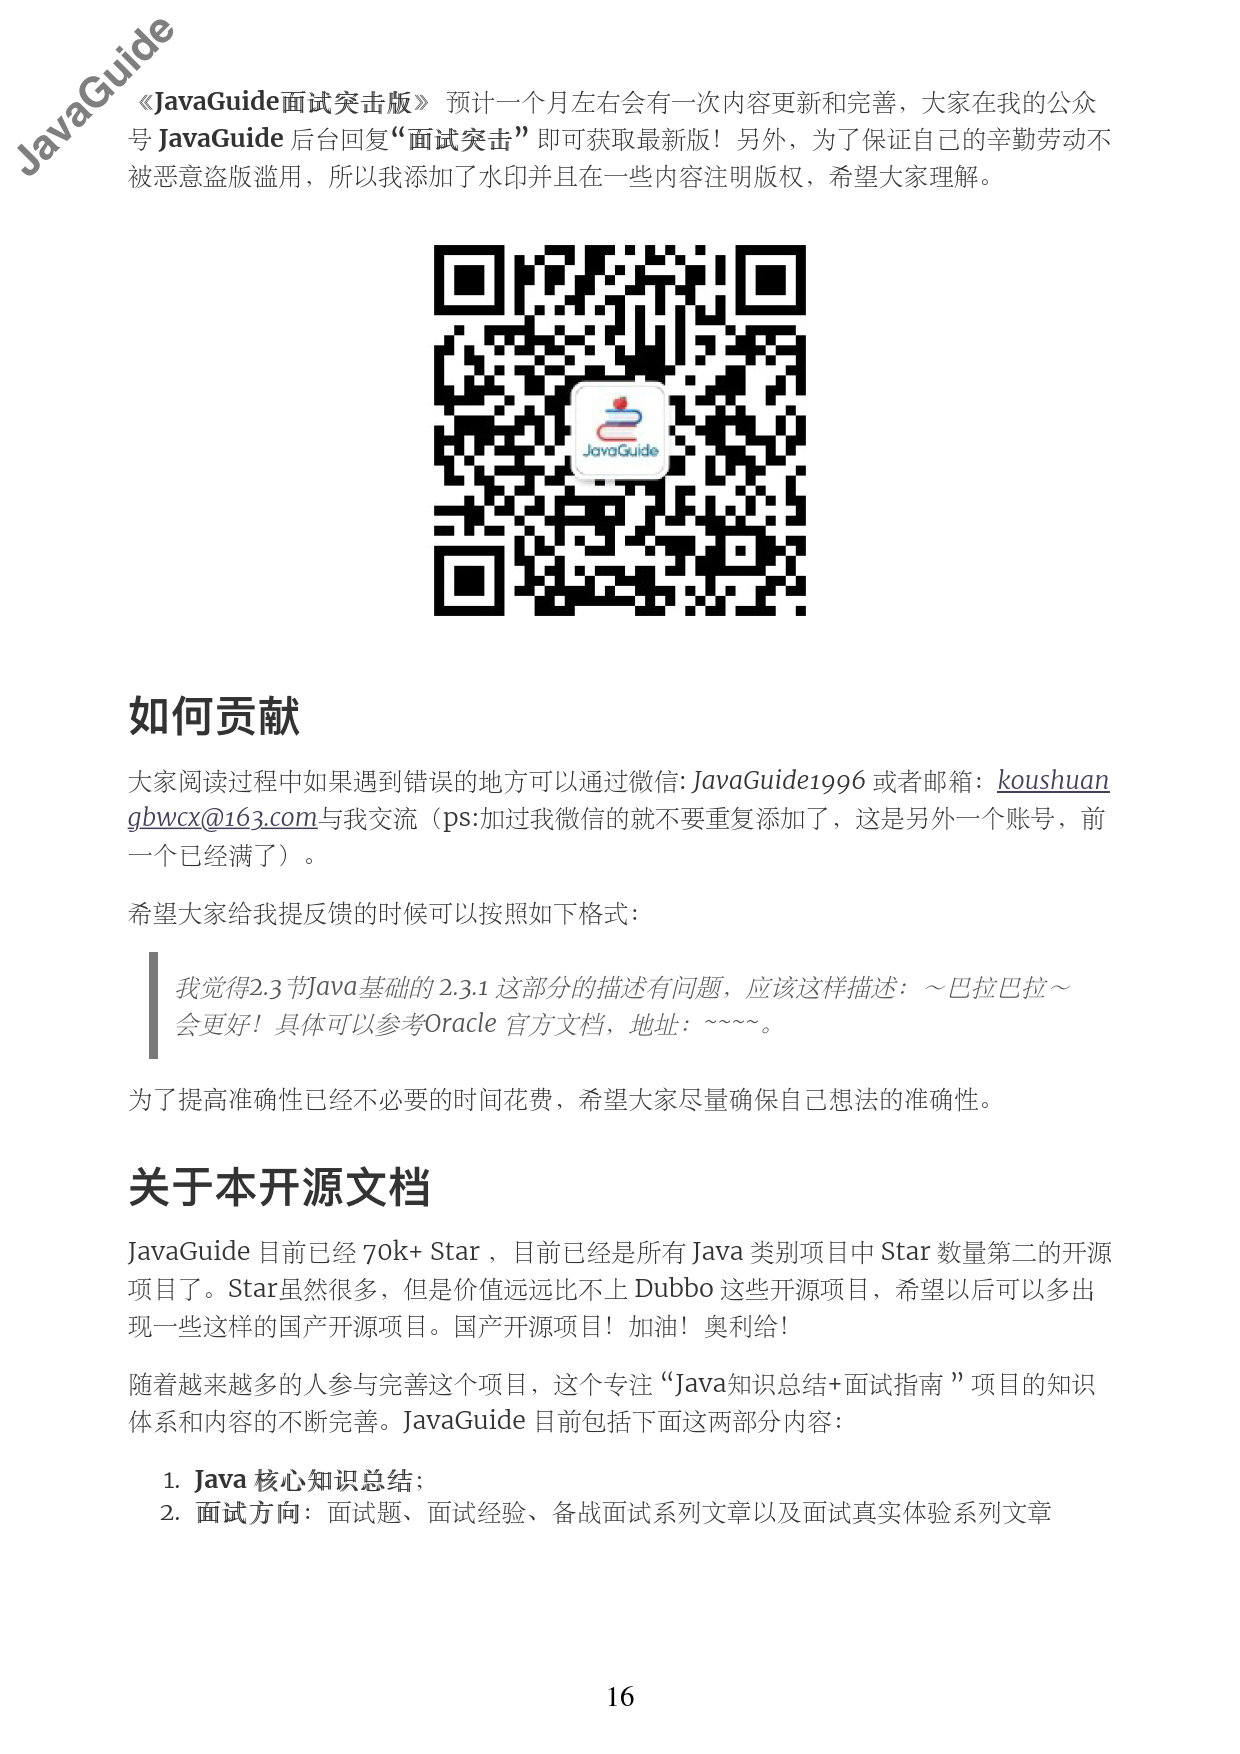 JavaGuide
《JavaGuide面试突击版》 预计一个月左右会有一次内容更新和完善，大家在我的公众
号 JavaGuide 后台回复“面试突击” 即可获取最新版！另外，为了保证自己的辛勤劳动不
被恶意盗版滥用，所以我添加了水印并且在一些内容注明版权，希望大家理解。
JavaGuide
如何贡献
大家阅读过程中如果遇到错误的地方可以通过微信: JavaGuide1996 或者邮箱：koushuan
gbwcx@163.com与我交流（ps:加过我微信的就不要重复添加了，这是另外一个账号，前
一个已经满了）。
希望大家给我提反馈的时候可以按照如下格式：
我觉得2.3节Java基础的 2.3.1 这部分的描述有问题，应该这样描述：～巴拉巴拉～
会更好！具体可以参考Oracle 官方文档，地址：~~~~。
为了提高准确性已经不必要的时间花费，希望大家尽量确保自己想法的准确性。
关于本开源文档
JavaGuide 目前已经 70k+ Star ，目前已经是所有 Java 类别项目中 Star 数量第二的开源
项目了。Star虽然很多，但是价值远远比不上 Dubbo 这些开源项目，希望以后可以多出
现一些这样的国产开源项目。国产开源项目！加油！奥利给！
随着越来越多的人参与完善这个项目，这个专注 “Java知识总结+面试指南 ” 项目的知识
体系和内容的不断完善。JavaGuide 目前包括下面这两部分内容：
1. Java 核心知识总结；
2. 面试方向：面试题、面试经验、备战面试系列文章以及面试真实体验系列文章
16